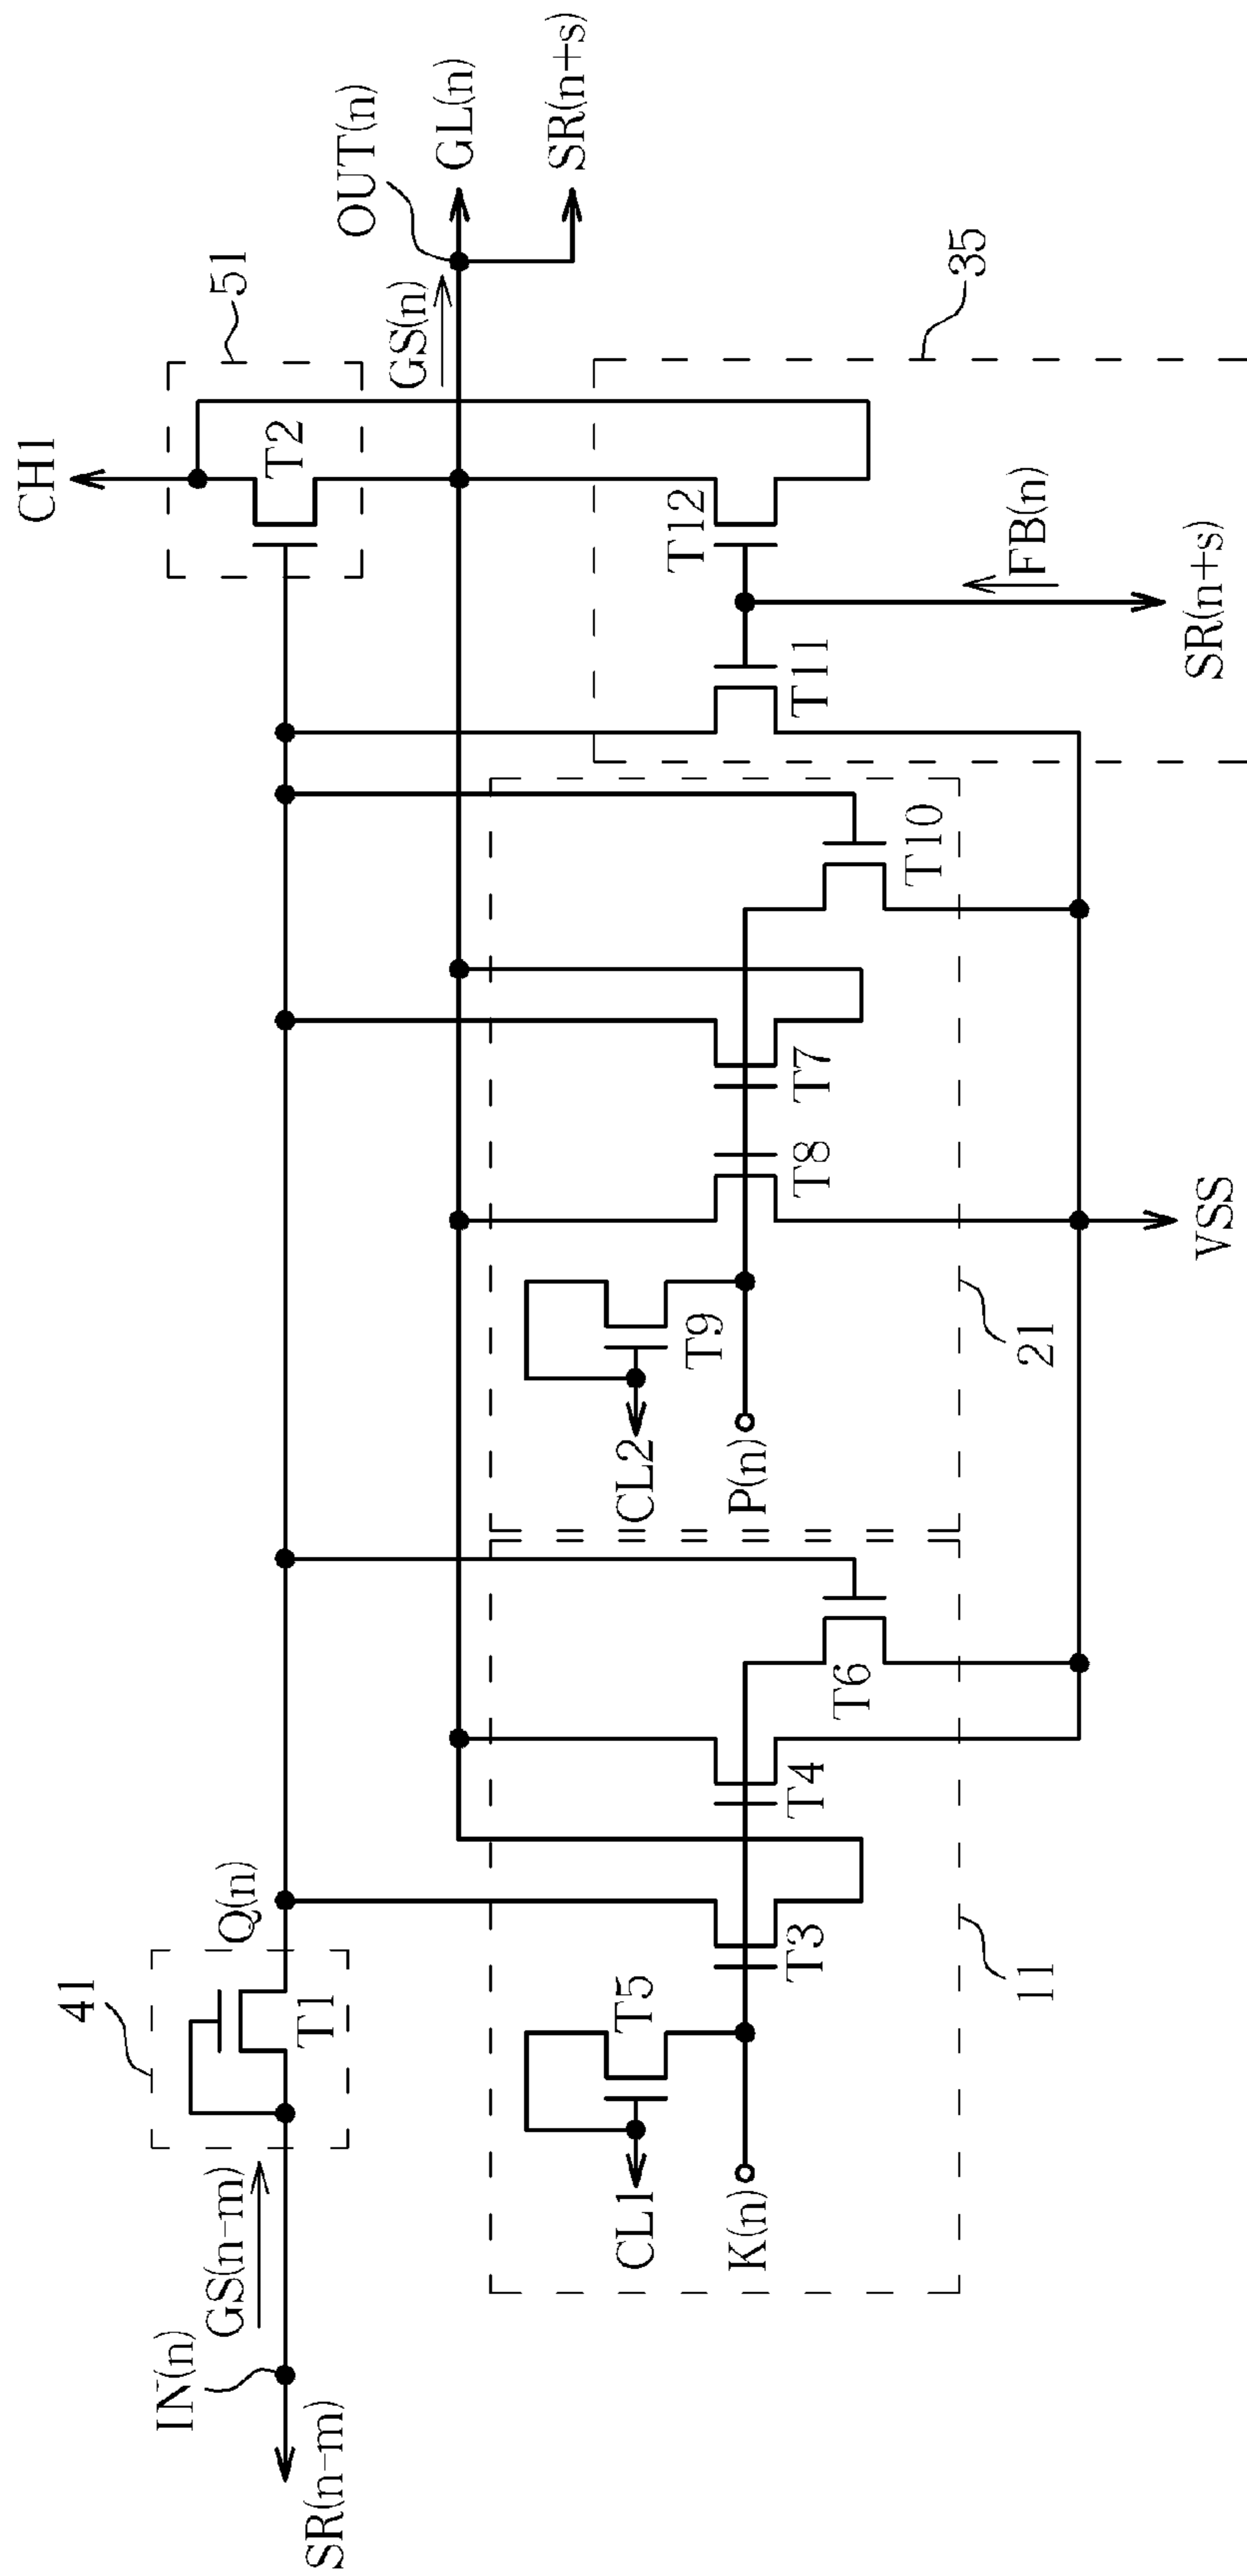 CH1
51
T2
OUT(n)
GL(n)
GS(n)
SR(n+s)
35
T12
T11
FB(n)
SR(n+s)
41
Q(n)
T1
GS(n-m)
IN(n)
SR(n-m)
CL1
T5
K(n)
T3
T4
T6
11
CL2
T9
P(n)
T8
T7
T10
21
VSS